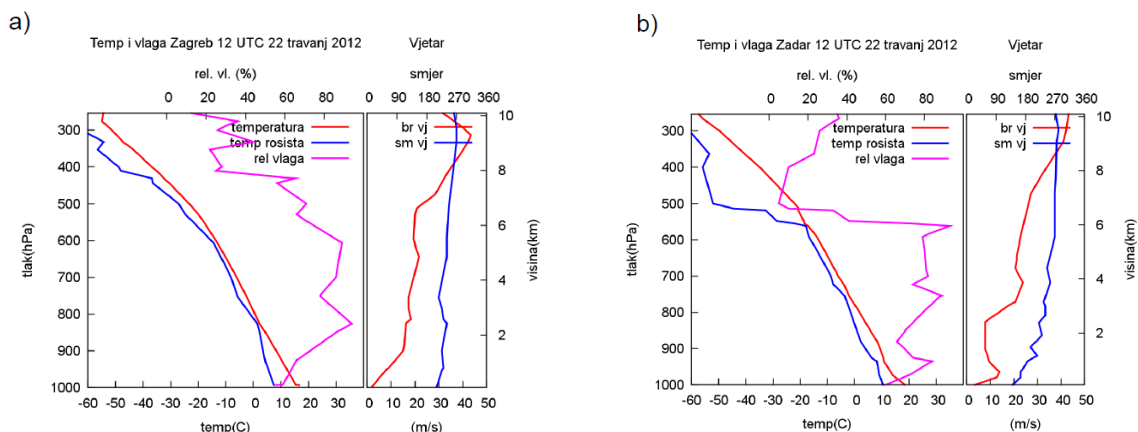 a)
Temp i vlaga Zagreb 12 UTC 22 travanj 2012
Vjetar
rel. vl. (%)
smjer
0 20 40 60 80
0 90 180 270 360
temperatura
temp rosista
rel vlaga
br vj
sm vj
300
400
500
600
700
800
900
1000
tlak(hPa)
10
8
6
4
2
visina(km)
-60 -50 -40 -30 -20 -10 0 10 20 30
0 10 20 30 40 50
temp(C)
(m/s)
b)
Temp i vlaga Zadar 12 UTC 22 travanj 2012
Vjetar
rel. vl. (%)
smjer
0 20 40 60 80
0 90 180 270 360
temperatura
temp rosista
rel vlaga
br vj
sm vj
300
400
500
600
700
800
900
1000
tlak(hPa)
10
8
6
4
2
visina(km)
-60 -50 -40 -30 -20 -10 0 10 20 30
0 10 20 30 40 50
temp(C)
(m/s)